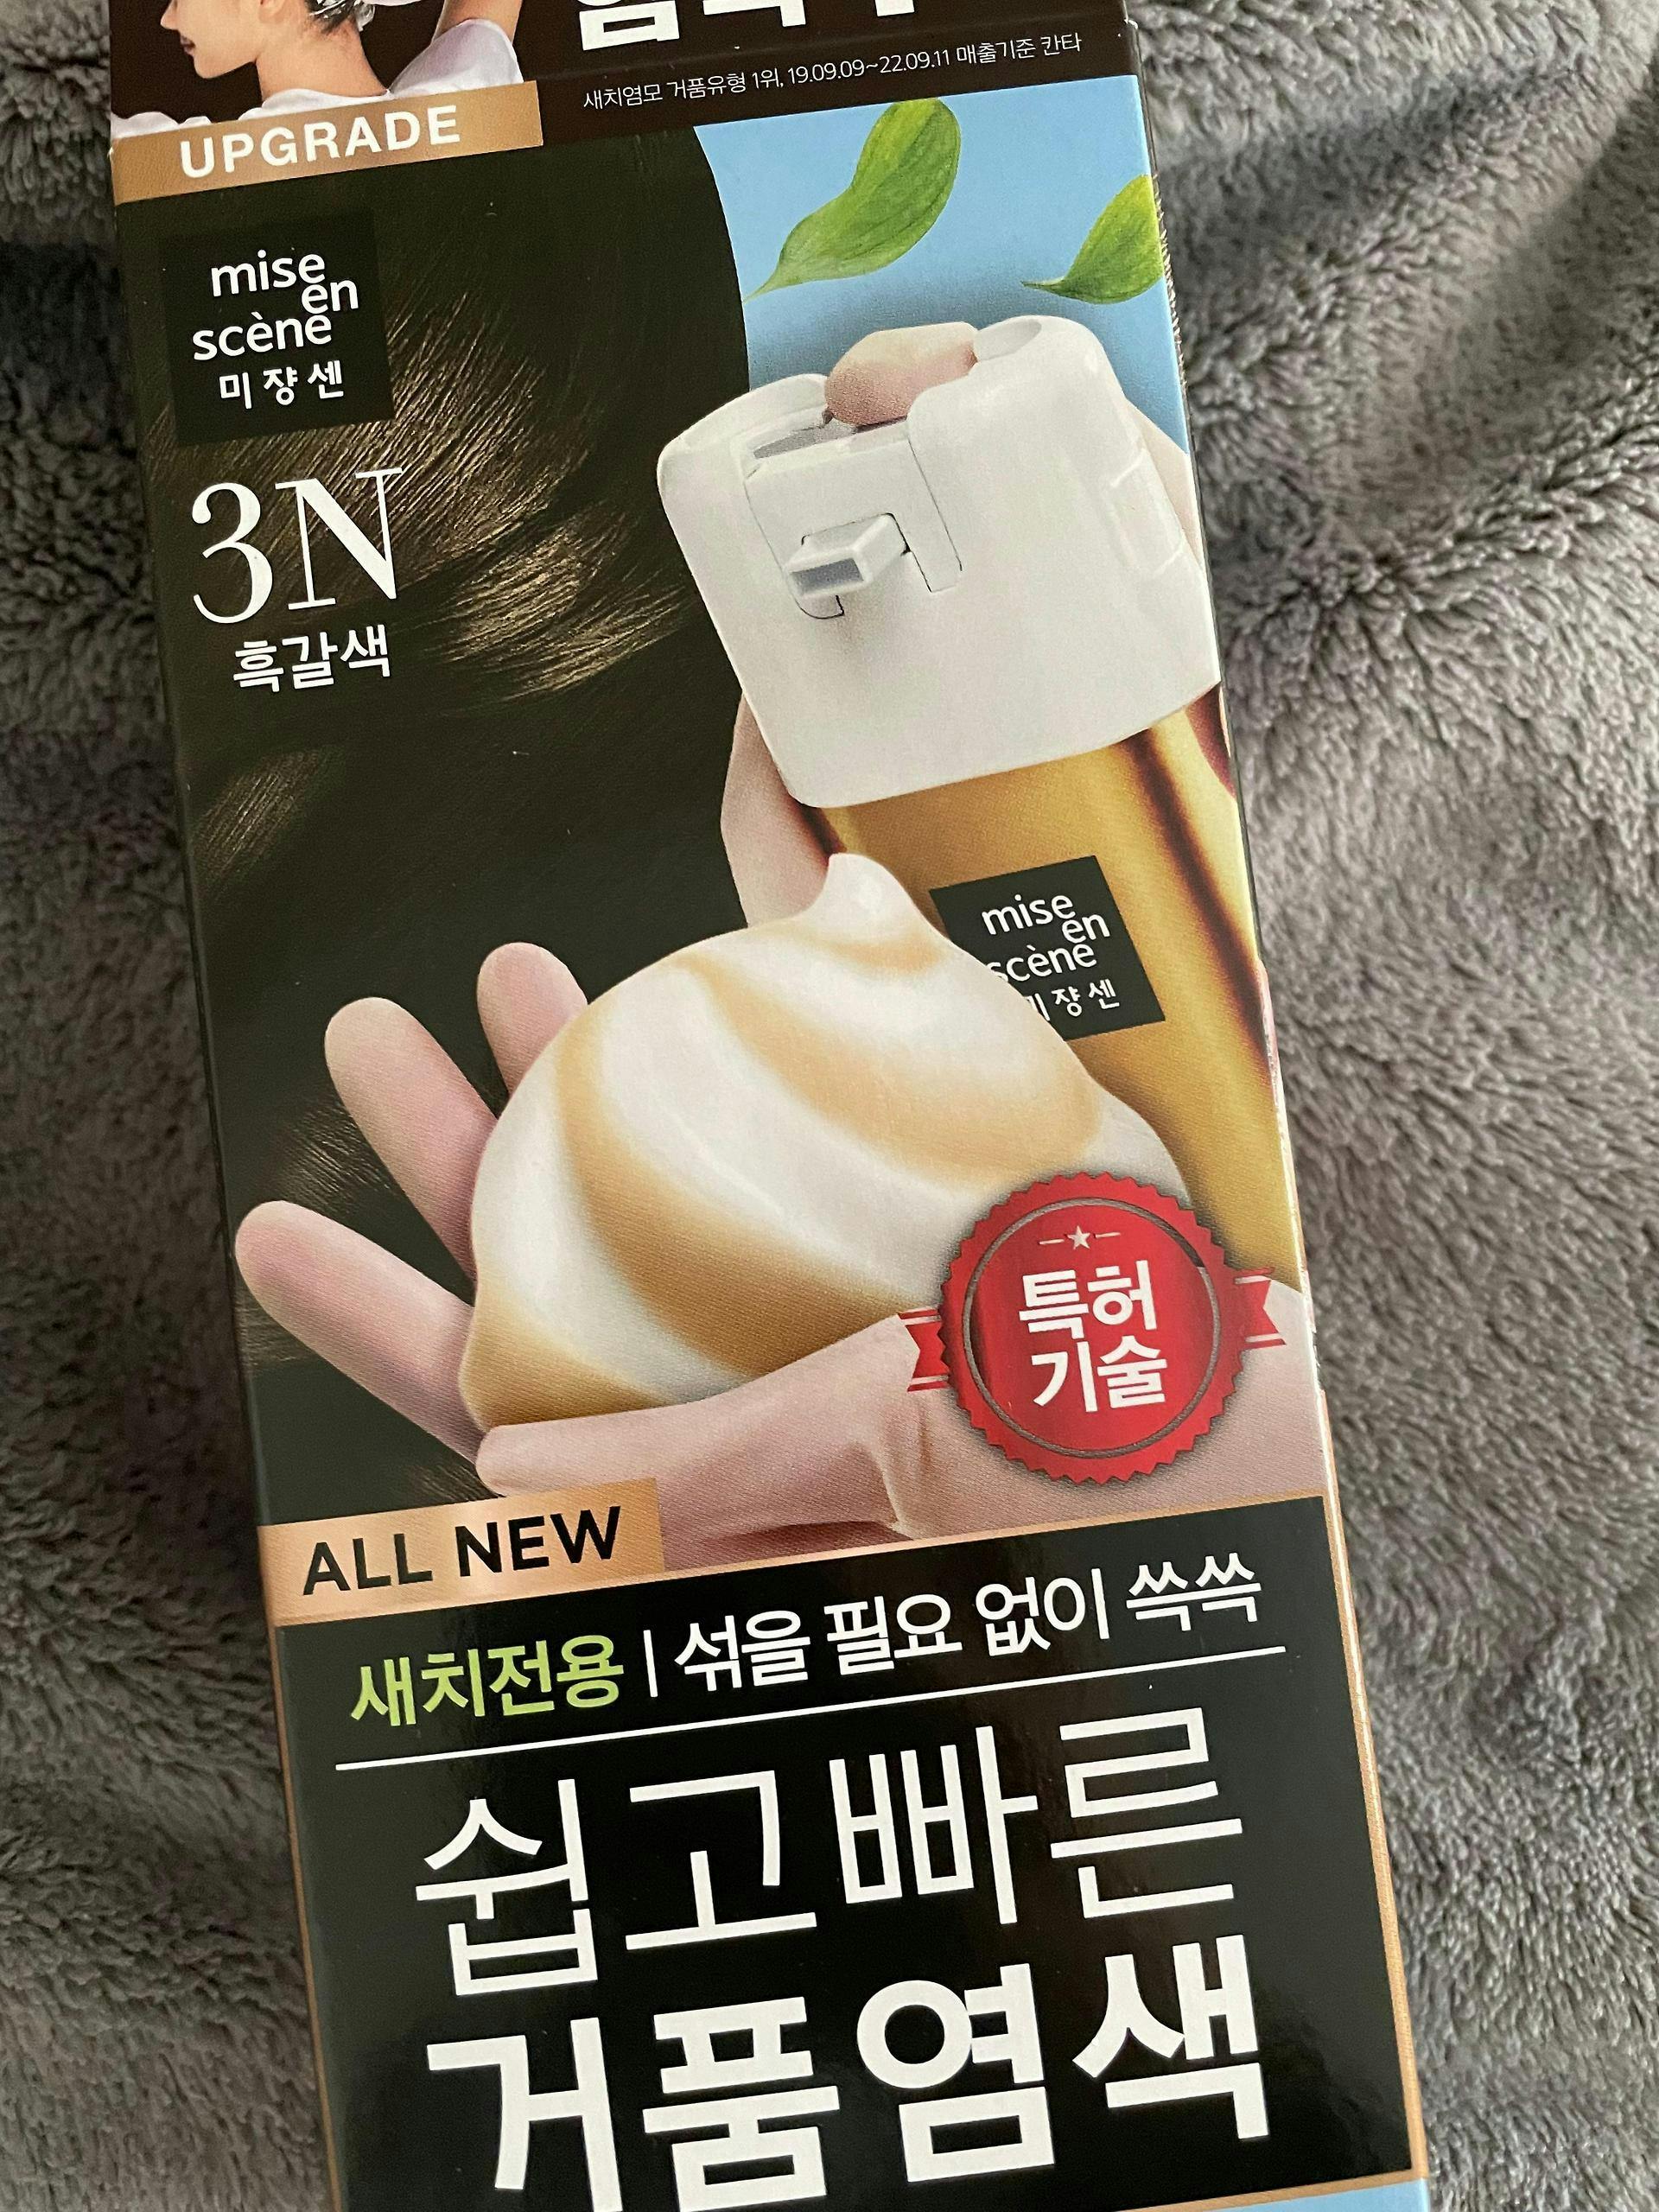 새치염모 거품유형 1위, 19.09.09~22.09.11 매출기준 칸타
UPGRADE
mise
en
scène
미쟝센
3N
흑갈색
mise
en
scène
미쟝센
특허
기술
ALL NEW
새치전용 | 섞을 필요 없이 쓱쓱
쉽고빠른
거품염색